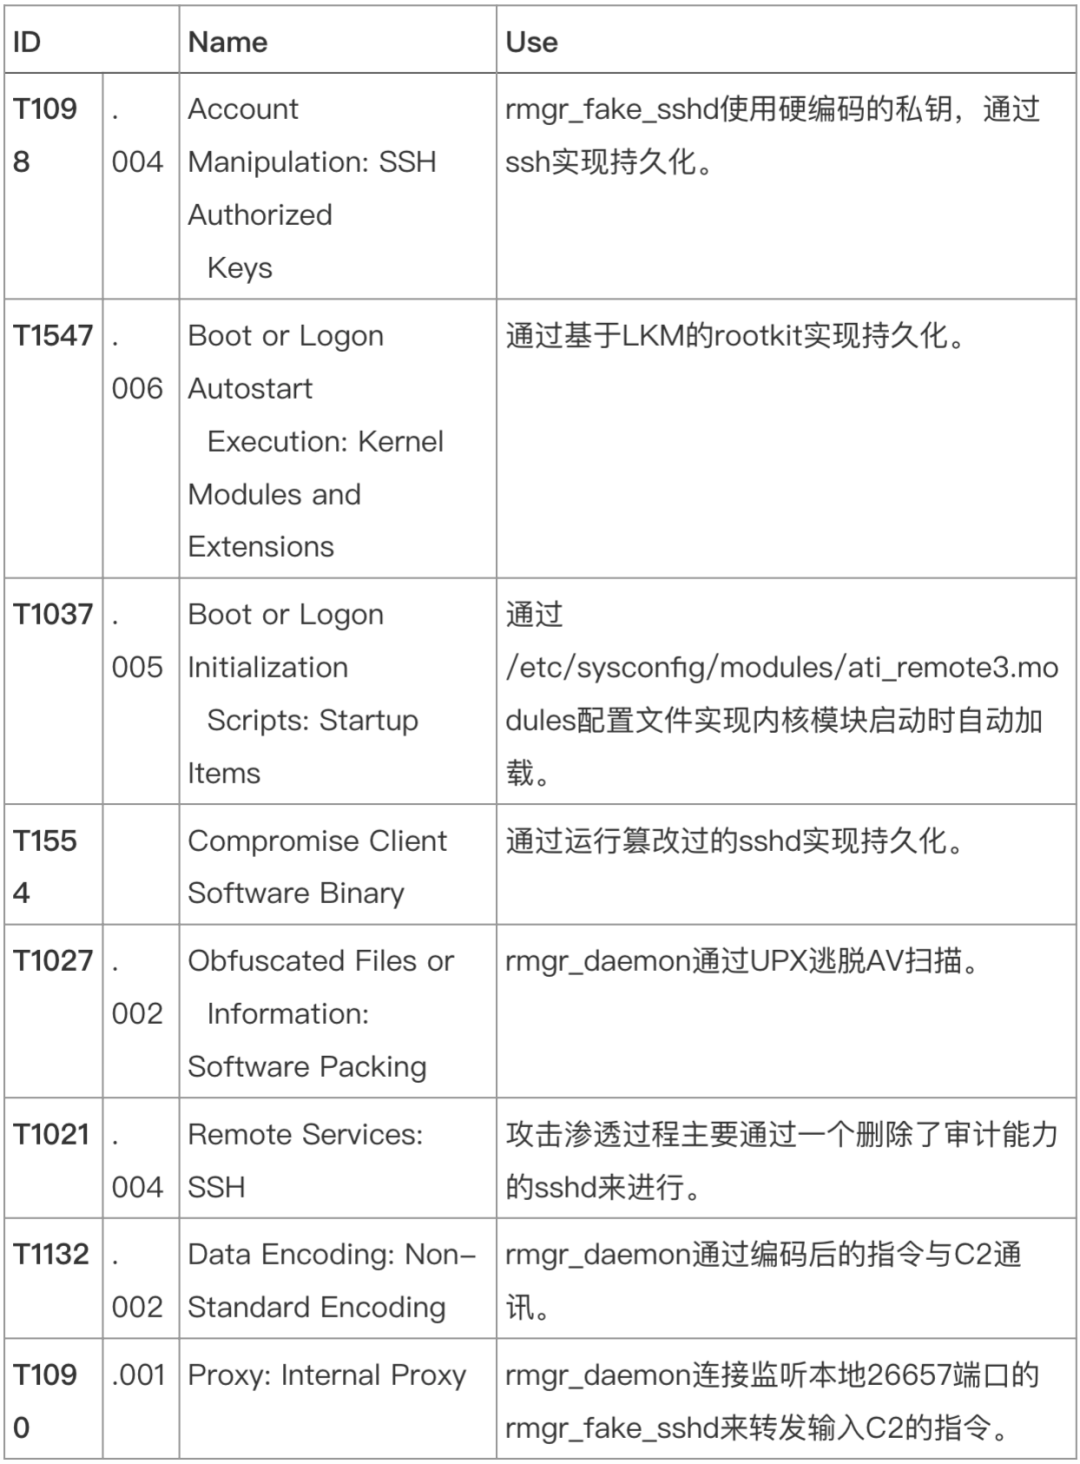 ID Name Use
T109 . Account rmgr_fake_sshd使用硬编码的私钥，通过
8 004 Manipulation: SSH ssh实现持久化。
Authorized
Keys
T1547 . Boot or Logon 通过基于LKM的rootkit实现持久化。
006 Autostart
Execution: Kernel
Modules and
Extensions
T1037 . Boot or Logon 通过
005 Initialization /etc/sysconfig/modules/ati_remote3.mo
Scripts: Startup dules配置文件实现内核模块启动时自动加
Items 载。
T155 Compromise Client 通过运行篡改过的sshd实现持久化。
4 Software Binary
T1027 . Obfuscated Files or rmgr_daemon通过UPX逃脱AV扫描。
002 Information:
Software Packing
T1021 . Remote Services: 攻击渗透过程主要通过一个删除了审计能力
004 SSH 的sshd来进行。
T1132 . Data Encoding: Non-
002 Standard Encoding rmgr_daemon通过编码后的指令与C2通
讯。
T109 .001 Proxy: Internal Proxy rmgr_daemon连接监听本地26657端口的
0 rmgr_fake_sshd来转发输入C2的指令。